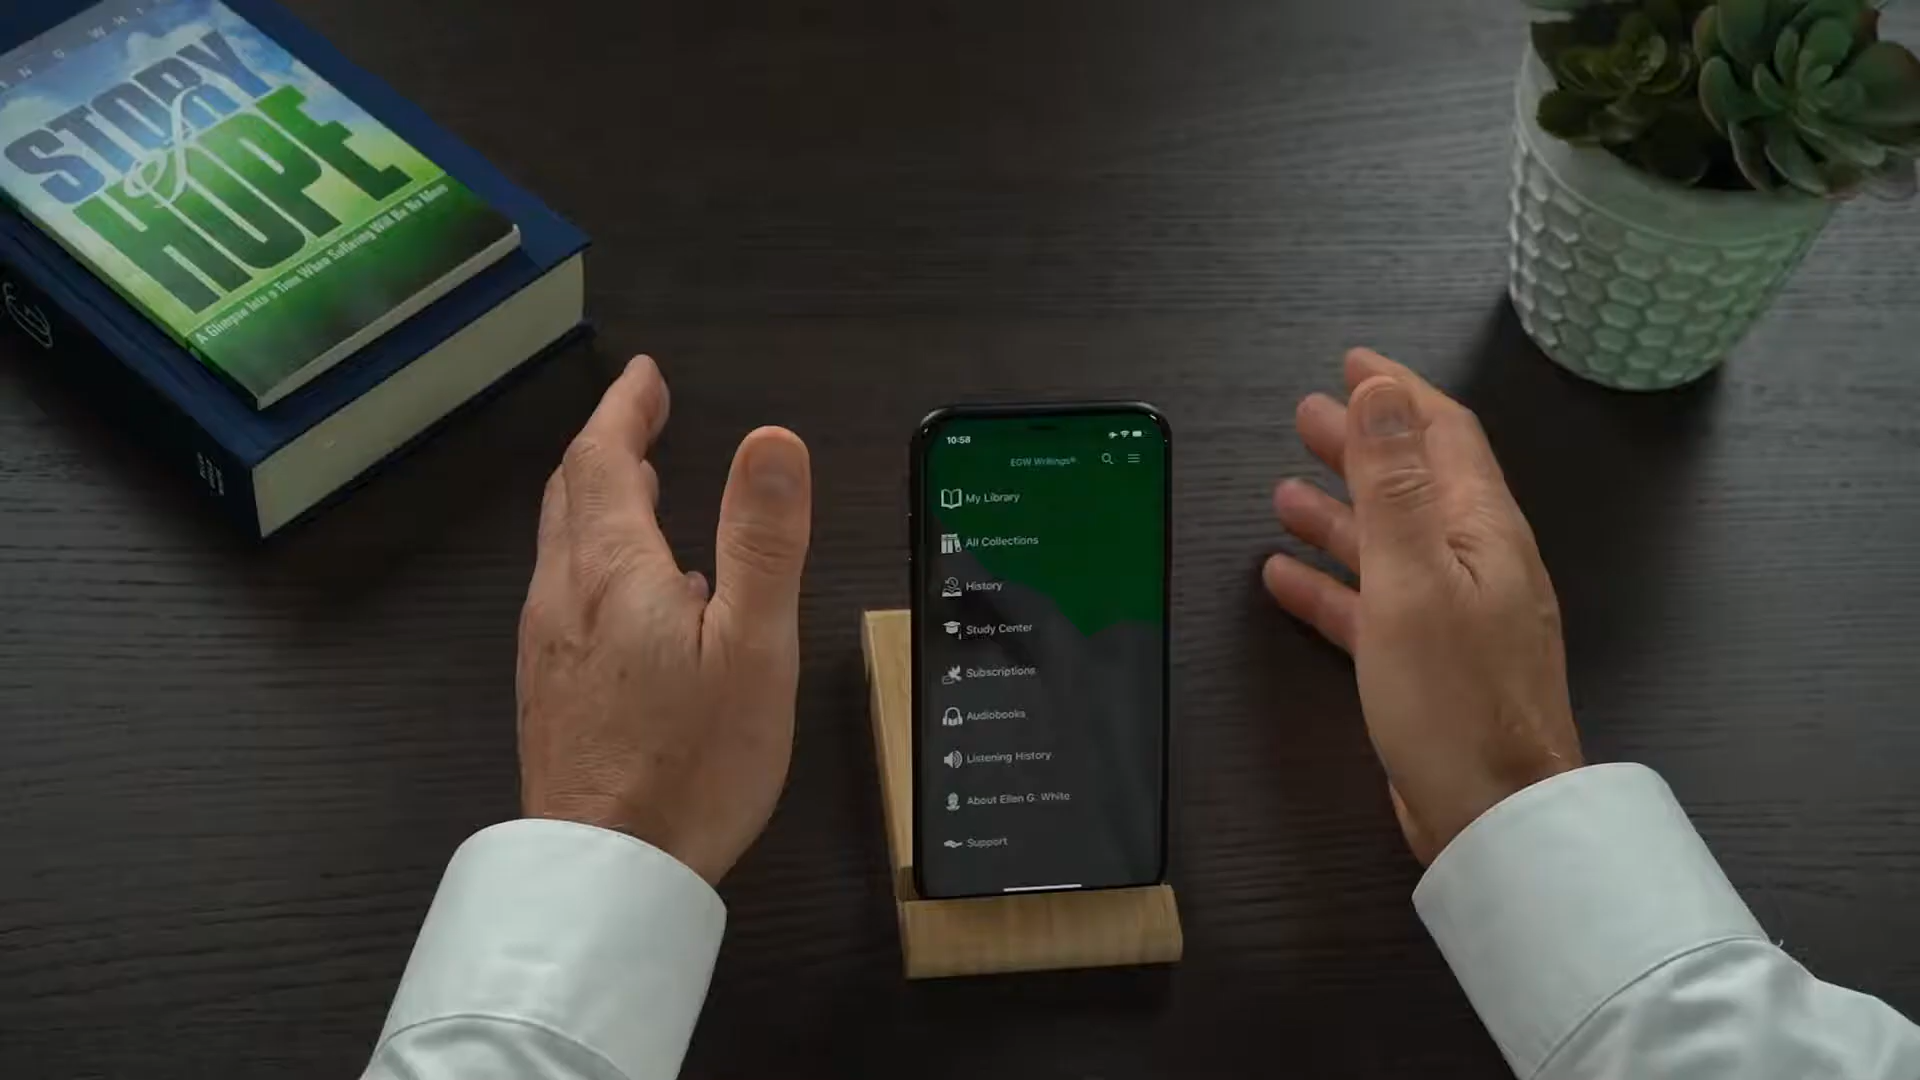 STORY
of
HOPE
A Glimpse Into a Time When Suffering Will Be No More
10:58
EGW Writings®
My Library
All Collections
History
Study Center
Subscriptions
Audiobooks
Listening History
About Ellen G. White
Support